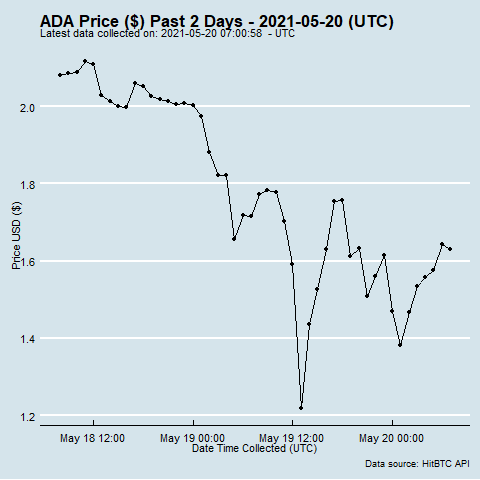 ADA Price ($) Past 2 Days - 2021-05-20 (UTC)
Latest data collected on: 2021-05-20 07:00:58 - UTC
2.0
1.8
1.6
1.4
1.2
Price USD ($)
May 18 12:00 May 19 00:00 May 19 12:00 May 20 00:00
Date Time Collected (UTC)
Data source: HitBTC API